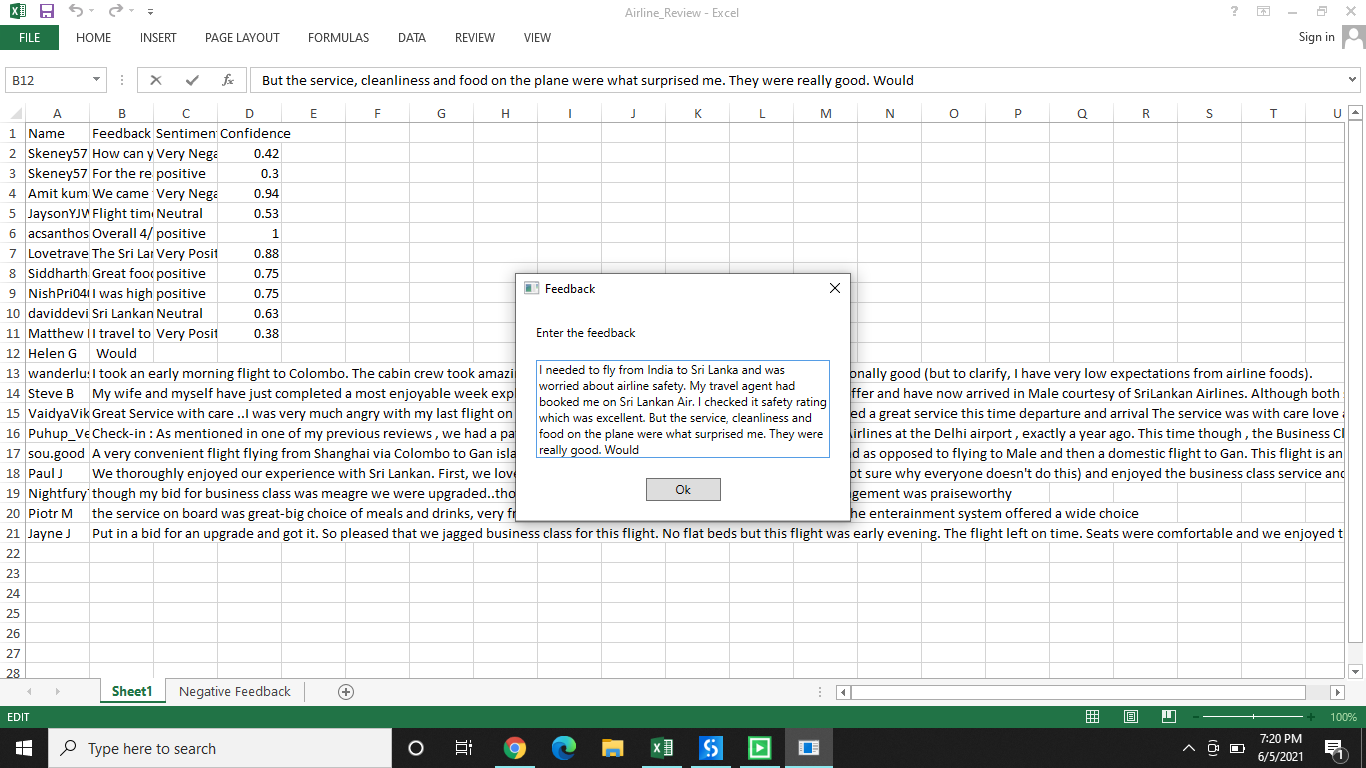 Airline_Review - Excel
FILE HOME INSERT PAGE LAYOUT FORMULAS DATA REVIEW VIEW
Sign in
B12 fx But the service, cleanliness and food on the plane were what surprised me. They were really good. Would
A B C D E F G H I J K L M N O P Q R S T U
1 Name Feedback Sentiment Confidence
2 Skeney57 How can y Very Nega 0.42
3 Skeney57 For the re positive 0.3
4 Amit kum We came Very Nega 0.94
5 JaysonYJW Flight time Neutral 0.53
6 acsanthos Overall 4/ positive 1
7 Lovetrave The Sri Lar Very Posit 0.88
8 Siddharth Great food positive 0.75
9 NishPri040 I was high positive 0.75
10 daviddevi Sri Lankan Neutral 0.63
11 Matthew I travel to Very Posit 0.38
12 Helen G Would
13 wanderlus I took an early morning flight to Colombo. The cabin crew took amazi onally good (but to clarify, I have very low expectations from airline foods).
14 Steve B My wife and myself have just completed a most enjoyable week exp ffer and have now arrived in Male courtesy of SriLankan Airlines. Although both
15 VaidyaVik Great Service with care ..I was very much angry with my last flight on ed a great service this time departure and arrival The service was with care love
16 Puhup_Ve Check-in : As mentioned in one of my previous reviews , we had a pa Airlines at the Delhi airport , exactly a year ago. This time though , the Business Cl
17 sou.good A very convenient flight flying from Shanghai via Colombo to Gan isla d as opposed to flying to Male and then a domestic flight to Gan. This flight is an
18 Paul J We thoroughly enjoyed our experience with Sri Lankan. First, we love ot sure why everyone doesn't do this) and enjoyed the business class service and
19 Nightfury though my bid for business class was meagre we were upgraded..tho gement was praiseworthy
20 Piotr M the service on board was great-big choice of meals and drinks, very fr he enterainment system offered a wide choice
21 Jayne J Put in a bid for an upgrade and got it. So pleased that we jagged business class for this flight. No flat beds but this flight was early evening. The flight left on time. Seats were comfortable and we enjoyed t
22
23
24
25
26
27
28
Feedback
Enter the feedback
I needed to fly from India to Sri Lanka and was
worried about airline safety. My travel agent had
booked me on Sri Lankan Air. I checked it safety rating
which was excellent. But the service, cleanliness and
food on the plane were what surprised me. They were
really good. Would
Ok
Sheet1 Negative Feedback
EDIT 100%
Type here to search
7:20 PM
6/5/2021
1